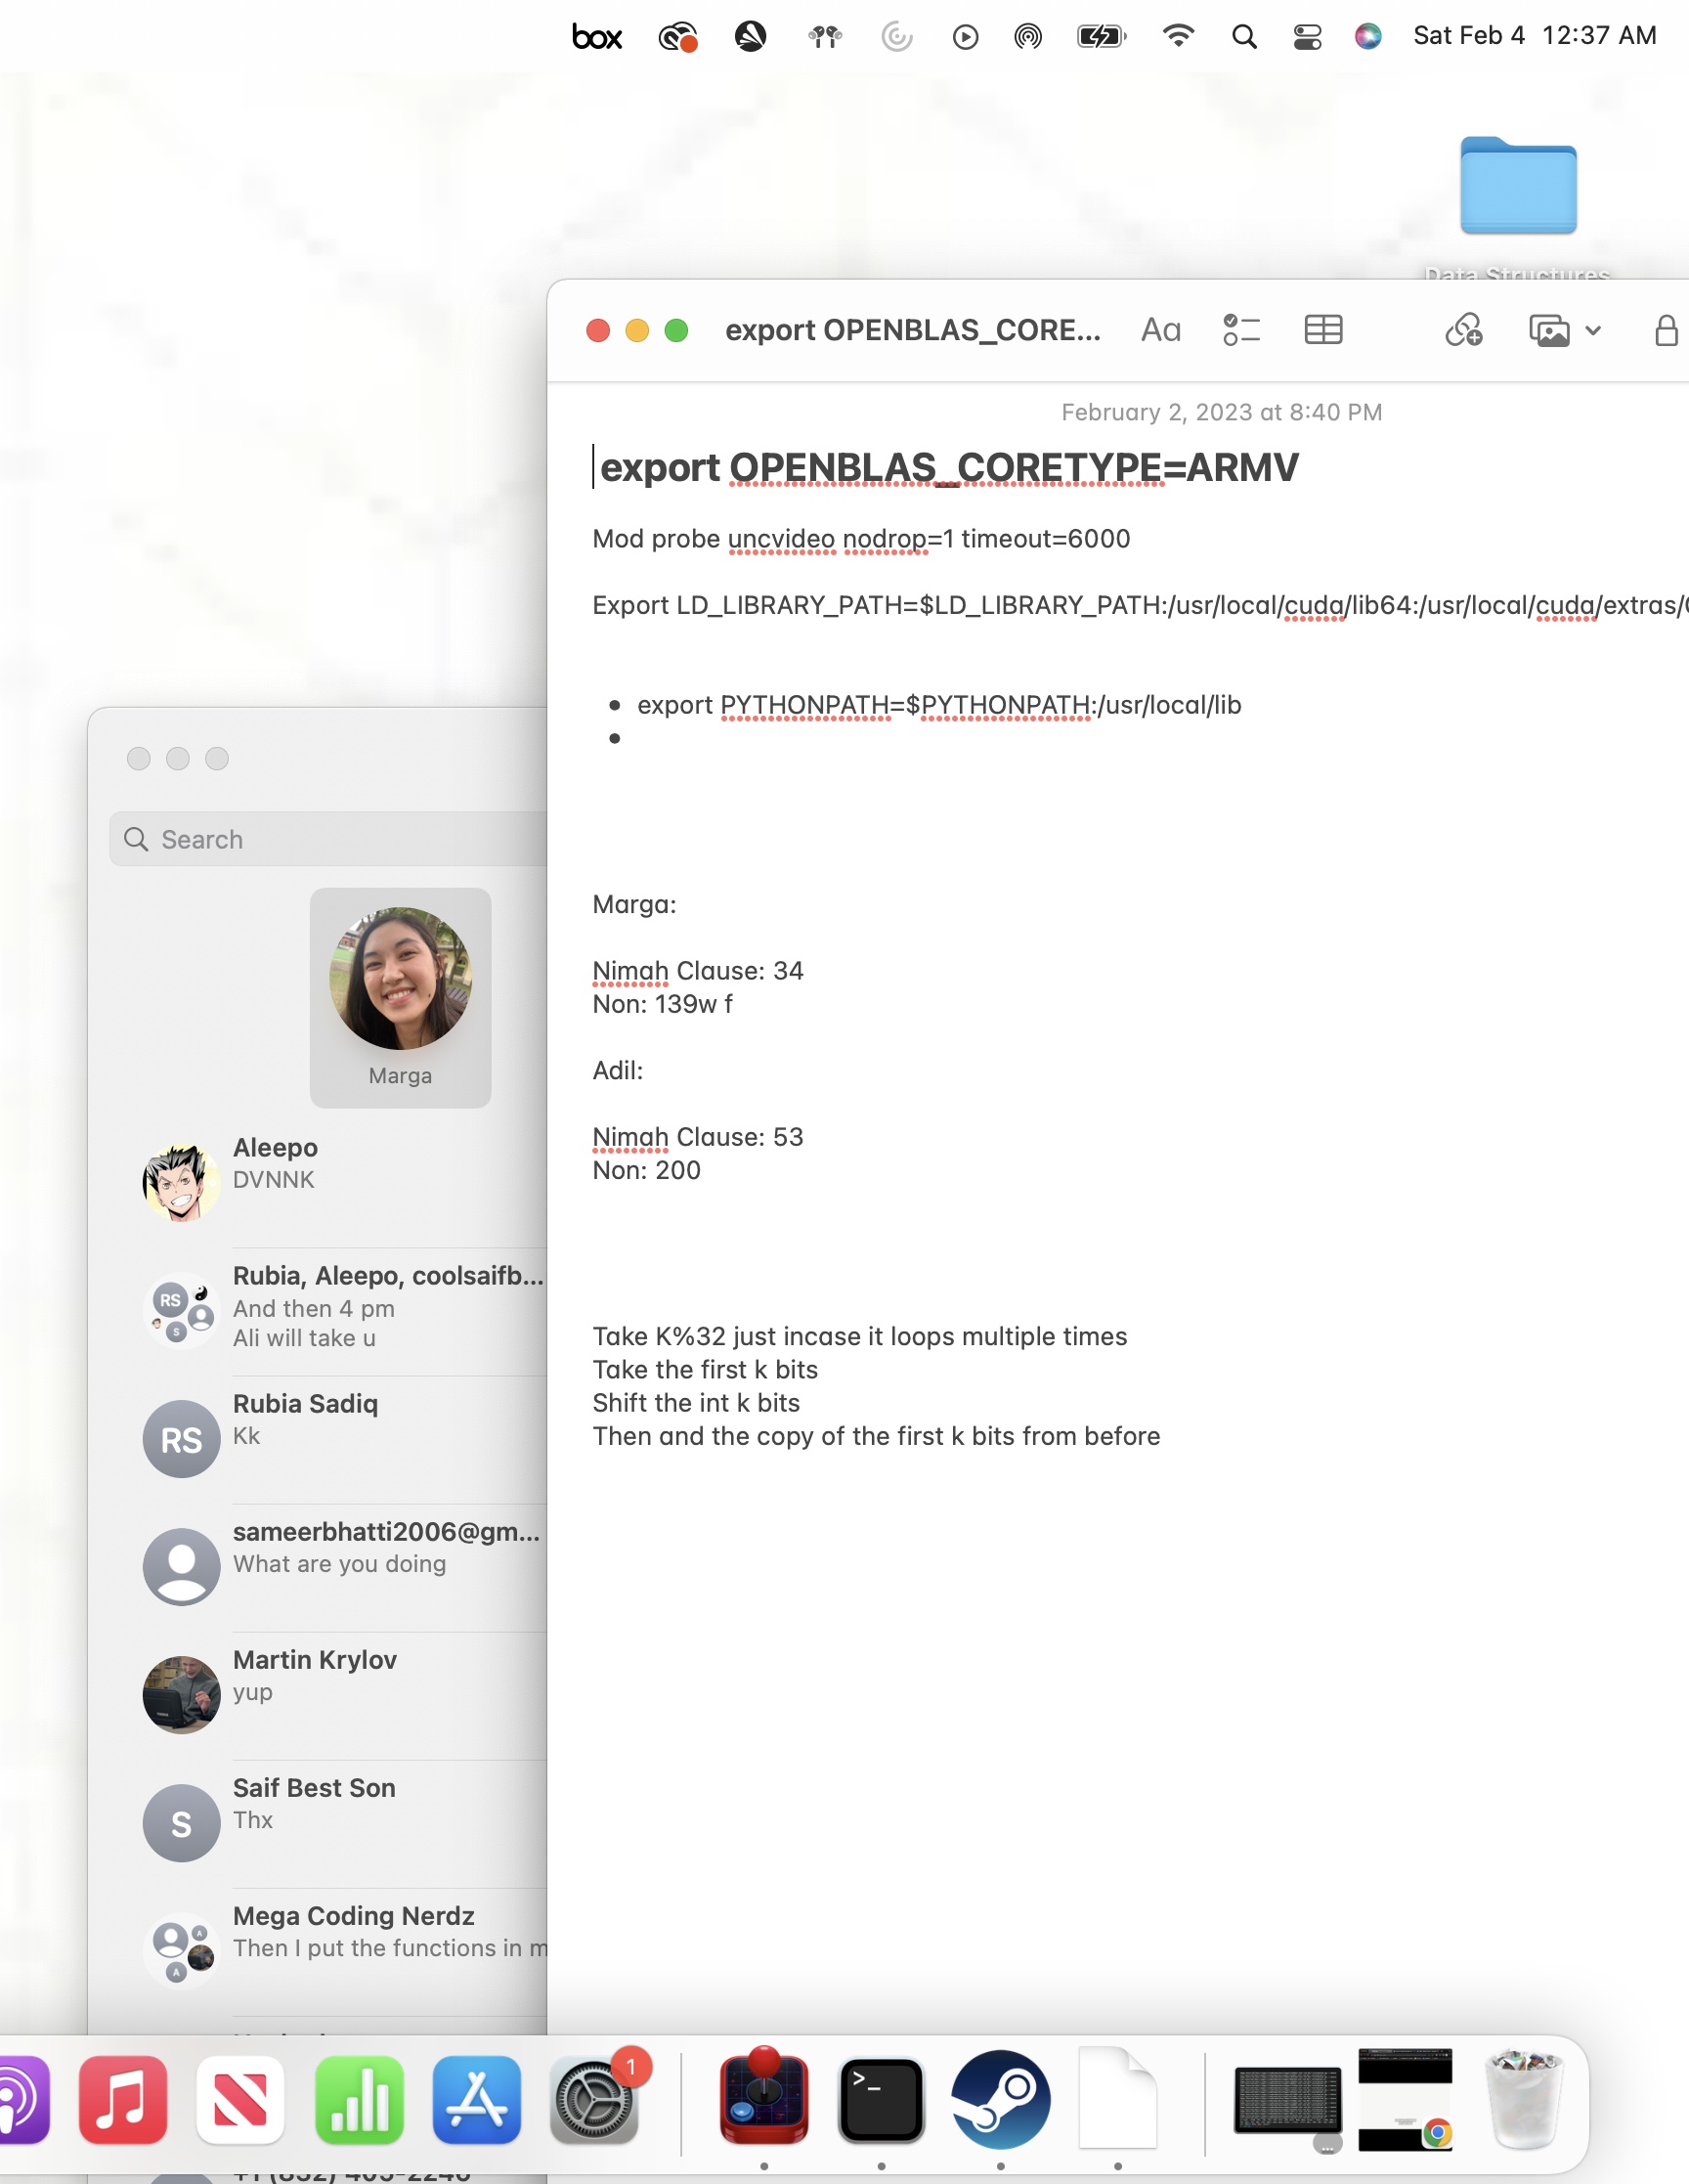 box
Sat Feb 4 12:37 AM
Data Structures
export OPENBLAS_CORE...
Aa
February 2, 2023 at 8:40 PM
export OPENBLAS_CORETYPE=ARMV
Mod probe uncvideo nodrop=1 timeout=6000
Export LD_LIBRARY_PATH=$LD_LIBRARY_PATH:/usr/local/cuda/lib64:/usr/local/cuda/extras/
• export PYTHONPATH=$PYTHONPATH:/usr/local/lib
•
Marga:
Nimah Clause: 34
Non: 139w f
Adil:
Nimah Clause: 53
Non: 200
Take K%32 just incase it loops multiple times
Take the first k bits
Shift the int k bits
Then and the copy of the first k bits from before
Search
Marga
Aleepo
DVNNK
RS
S
Rubia, Aleepo, coolsaifb...
And then 4 pm
Ali will take u
RS
Rubia Sadiq
Kk
sameerbhatti2006@gm...
What are you doing
Martin Krylov
yup
S
Saif Best Son
Thx
A
A
Mega Coding Nerdz
Then I put the functions in m
1
>_